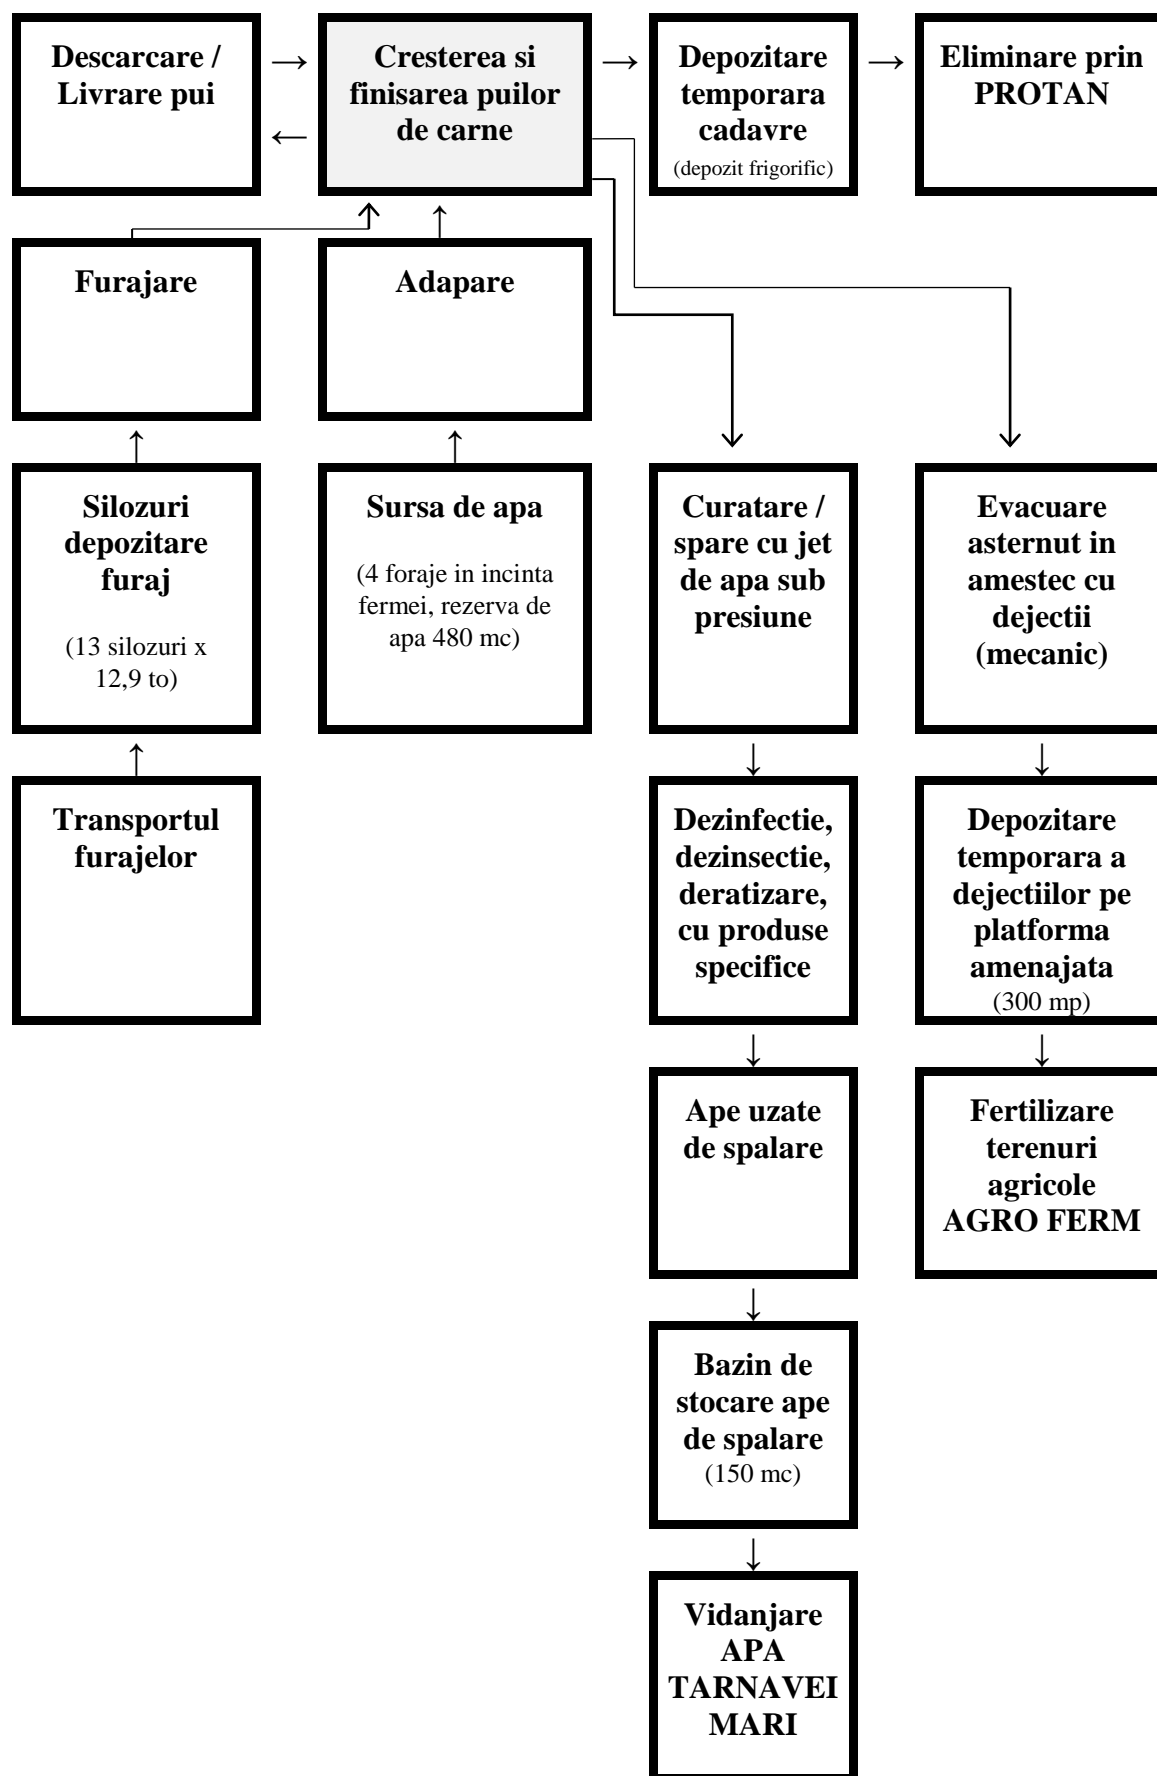 Descarcare /
Livrare pui
→
←
Cresterea si
finisarea puilor
de carne
→
Depozitare
temporara
cadavre
(depozit frigorific)
→
Eliminare prin
PROTAN
Furajare
Adapare
Silozuri
depozitare
furaj
(13 silozuri x
12,9 to)
Sursa de apa
(4 foraje in incinta
fermei, rezerva de
apa 480 mc)
Curatare /
spare cu jet
de apa sub
presiune
Evacuare
asternut in
amestec cu
dejectii
(mecanic)
Transportul
furajelor
Dezinfectie,
dezinsectie,
deratizare,
cu produse
specifice
Depozitare
temporara a
dejectiilor pe
platforma
amenajata
(300 mp)
Ape uzate
de spalare
Fertilizare
terenuri
agricole
AGRO FERM
Bazin de
stocare ape
de spalare
(150 mc)
Vidanjare
APA
TARNAVEI
MARI